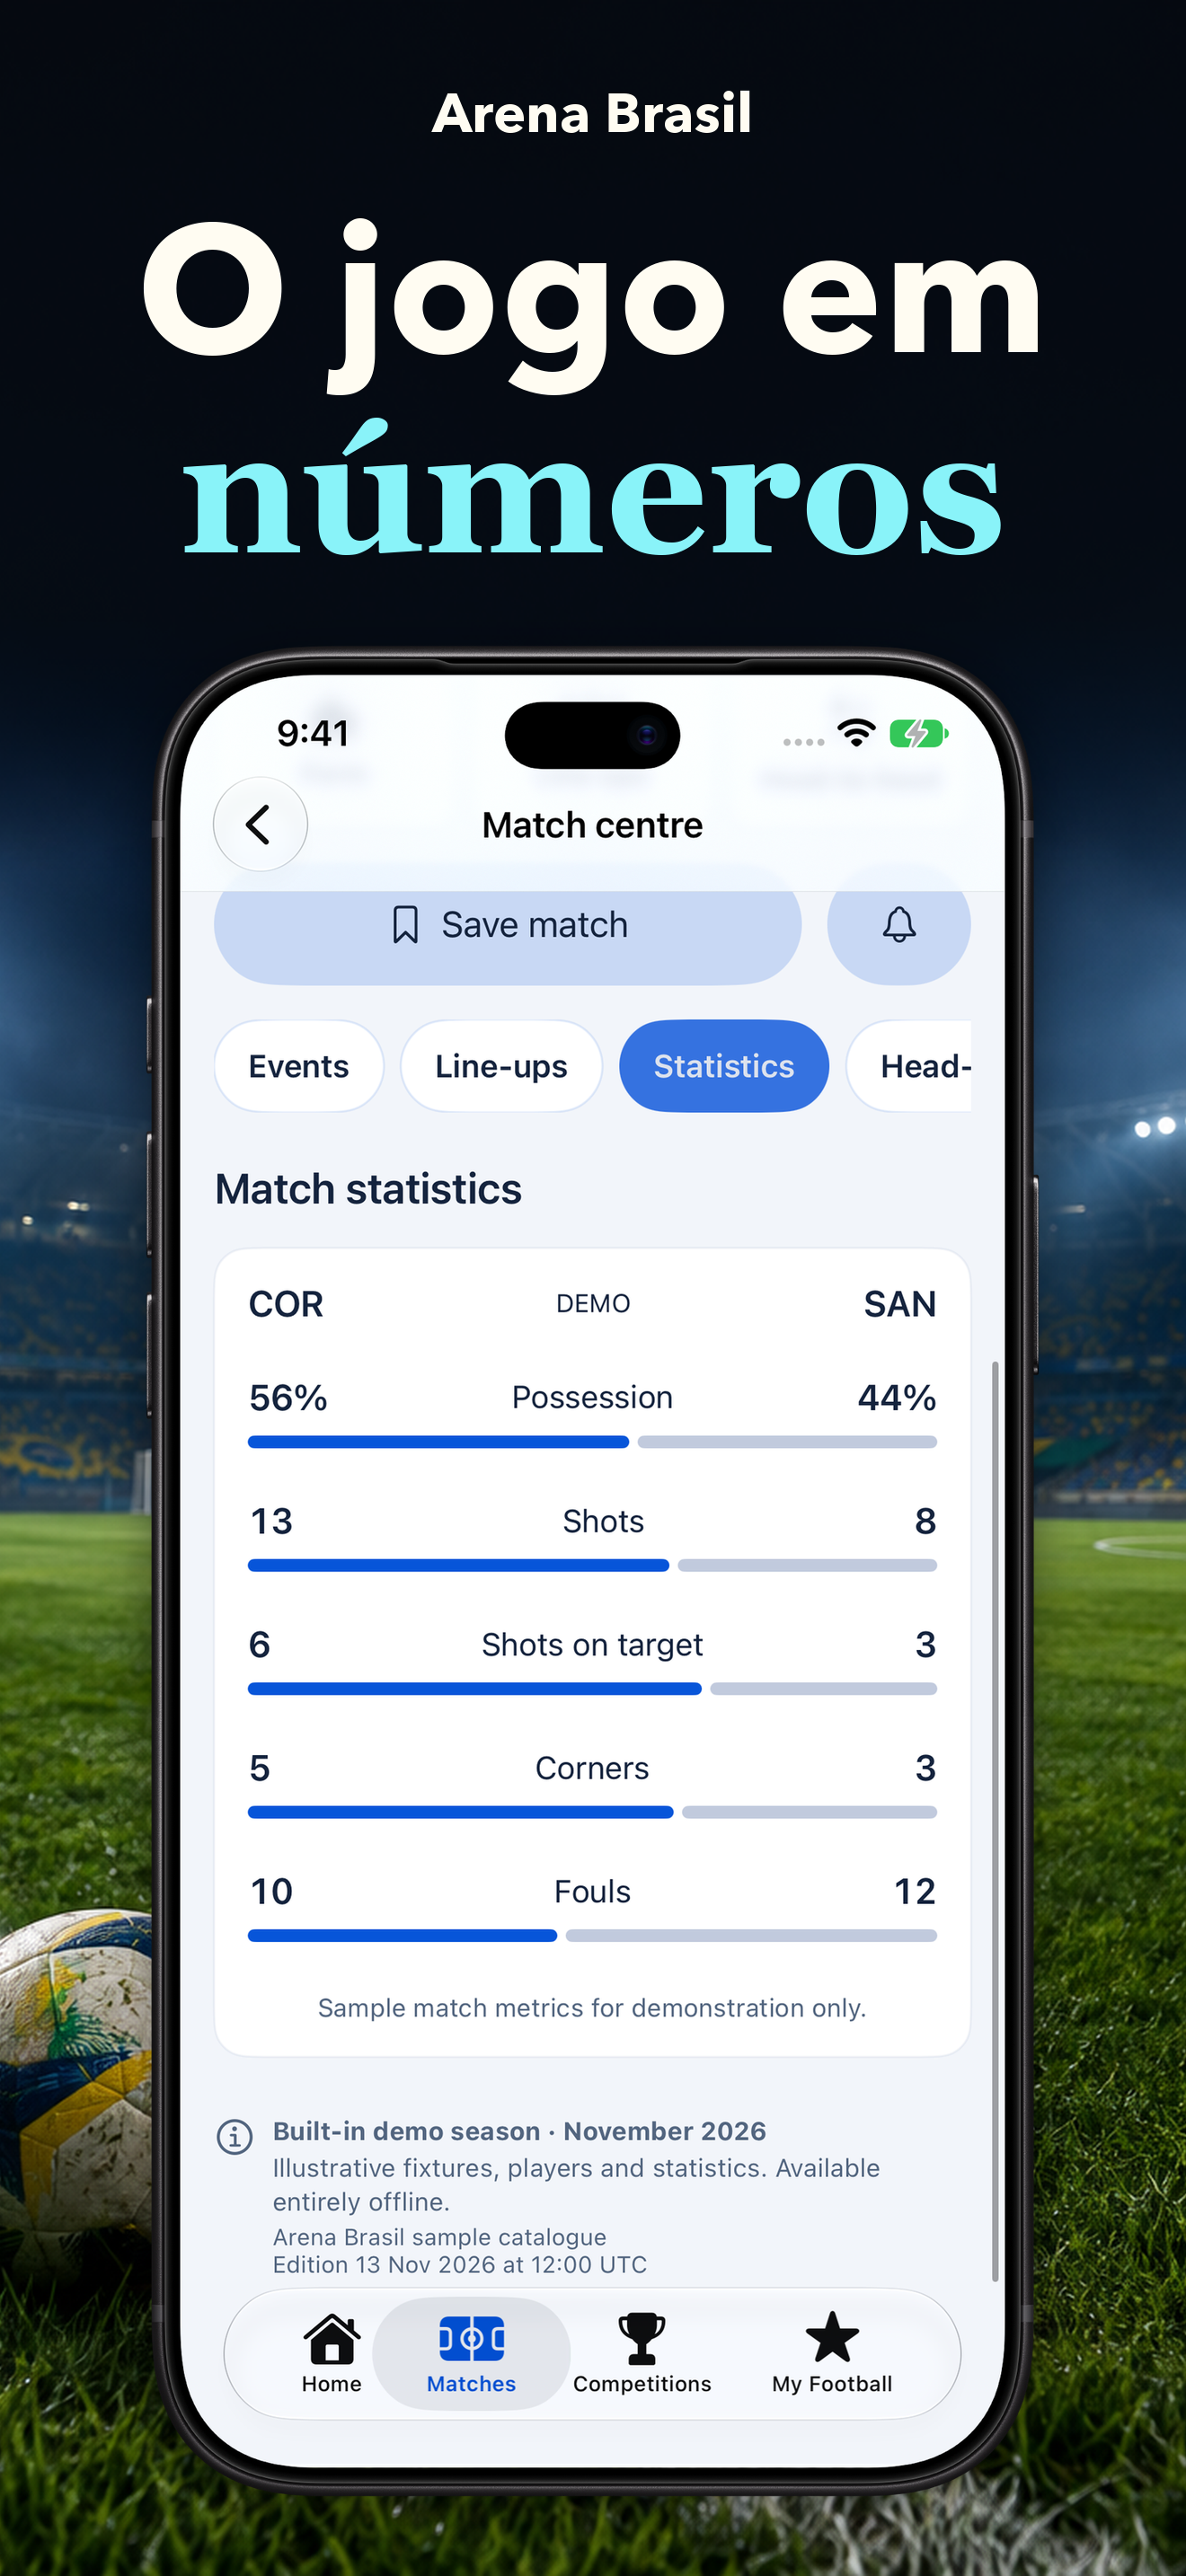 Arena Brasil
O jogo em
números
9:41
Match centre
Save match
Events Line-ups Statistics Head-
Match statistics
COR DEMO SAN
56% Possession 44%
13 Shots 8
6 Shots on target 3
5 Corners 3
10 Fouls 12
Sample match metrics for demonstration only.
Built-in demo season · November 2026
Illustrative fixtures, players and statistics. Available
entirely offline.
Arena Brasil sample catalogue
Edition 13 Nov 2026 at 12:00 UTC
Home Matches Competitions My Football